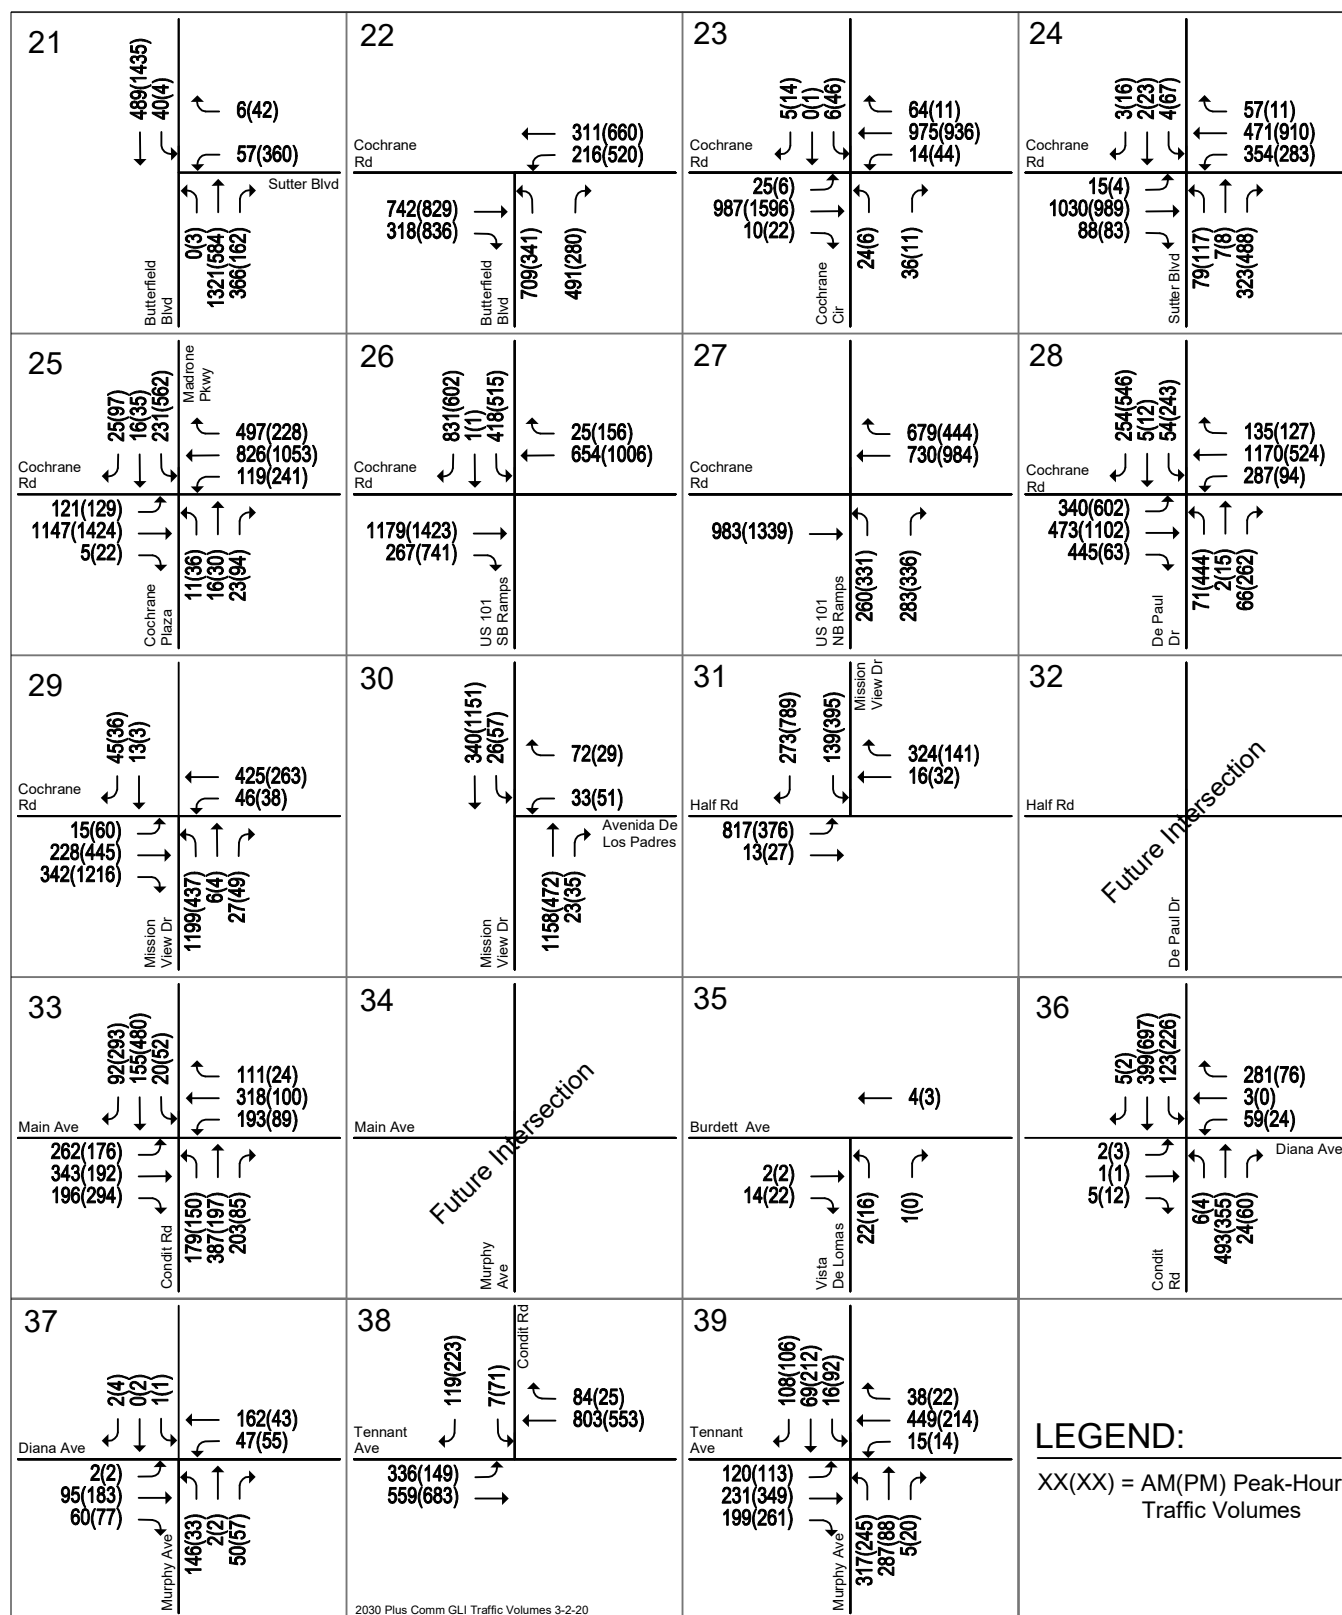 21
489(1435)
40(4)
6(42)
57(360)
Sutter Blvd
0(3)
1321(584)
366(162)
Butterfield
Blvd
22
311(660)
216(520)
Cochrane
Rd
742(829)
318(836)
709(341)
491(280)
Butterfield
Blvd
23
5(14)
0(1)
6(46)
64(11)
975(936)
14(44)
Cochrane
Rd
25(6)
987(1596)
10(22)
24(6)
36(11)
Cochrane
Cir
24
3(16)
2(23)
4(67)
57(11)
471(910)
354(283)
Cochrane
Rd
15(4)
1030(989)
88(83)
79(117)
7(8)
323(488)
Sutter Blvd
25
25(97)
16(35)
231(562)
Madrone
Pkwy
497(228)
826(1053)
119(241)
Cochrane
Rd
121(129)
1147(1424)
5(22)
11(36)
16(30)
23(94)
Cochrane
Plaza
26
831(602)
1(1)
418(515)
25(156)
654(1006)
Cochrane
Rd
1179(1423)
267(741)
US 101
SB Ramps
27
679(444)
730(984)
Cochrane
Rd
983(1339)
260(331)
283(336)
US 101
NB Ramps
28
254(546)
5(12)
54(243)
135(127)
1170(524)
287(94)
Cochrane
Rd
340(602)
473(1102)
445(63)
71(444)
2(15)
66(262)
De Paul
Dr
29
45(36)
13(3)
425(263)
46(38)
Cochrane
Rd
15(60)
228(445)
342(1216)
1199(437)
6(4)
27(49)
Mission
View Dr
30
340(1151)
26(57)
72(29)
33(51)
Avenida De
Los Padres
1158(472)
23(35)
Mission
View Dr
31
273(789)
139(395)
Mission
View Dr
324(141)
16(32)
Half Rd
817(376)
13(27)
32
Half Rd
Future Intersection
De Paul Dr
33
92(293)
155(480)
20(52)
111(24)
318(100)
193(89)
Main Ave
262(176)
343(192)
196(294)
179(150)
387(197)
203(85)
Condit Rd
34
Main Ave
Future Intersection
Murphy
Ave
35
4(3)
Burdett Ave
2(2)
14(22)
22(16)
1(0)
Vista
De Lomas
36
5(2)
399(697)
123(226)
281(76)
3(0)
59(24)
Diana Ave
2(3)
1(1)
5(12)
6(4)
493(355)
24(60)
Condit
Rd
37
2(4)
0(2)
1(1)
162(43)
47(55)
Diana Ave
2(2)
95(183)
60(77)
146(33)
2(2)
50(57)
Murphy Ave
38
119(223)
7(71)
Condit Rd
84(25)
803(553)
Tennant
Ave
336(149)
559(683)
2030 Plus Comm GLI Traffic Volumes 3-2-20
39
108(106)
69(212)
16(92)
38(22)
449(214)
15(14)
Tennant
Ave
120(113)
231(349)
199(261)
317(245)
287(88)
5(20)
Murphy Ave
LEGEND:
XX(XX) = AM(PM) Peak-Hour
Traffic Volumes